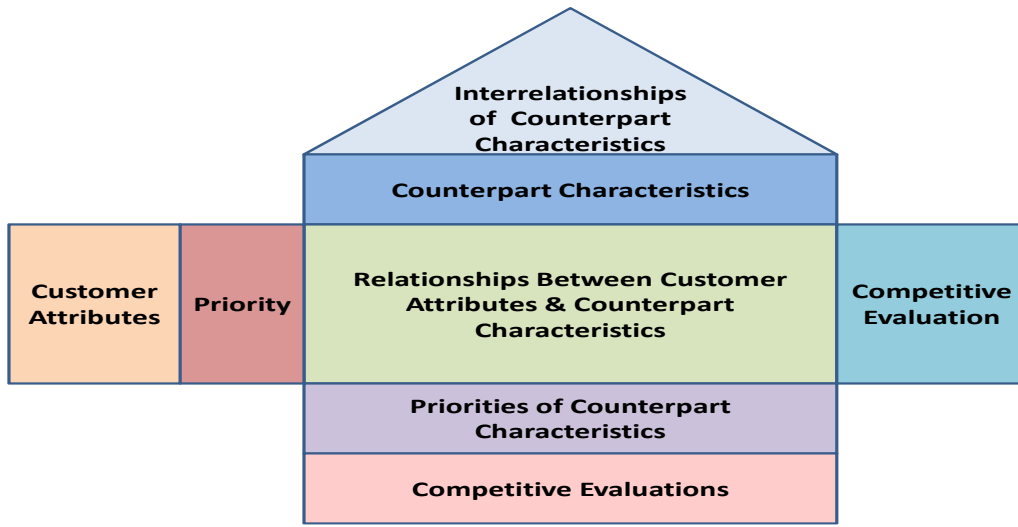 Interrelationships
of Counterpart
Characteristics
Counterpart Characteristics
Customer
Attributes
Priority
Relationships Between Customer
Attributes & Counterpart
Characteristics
Competitive
Evaluation
Priorities of Counterpart
Characteristics
Competitive Evaluations